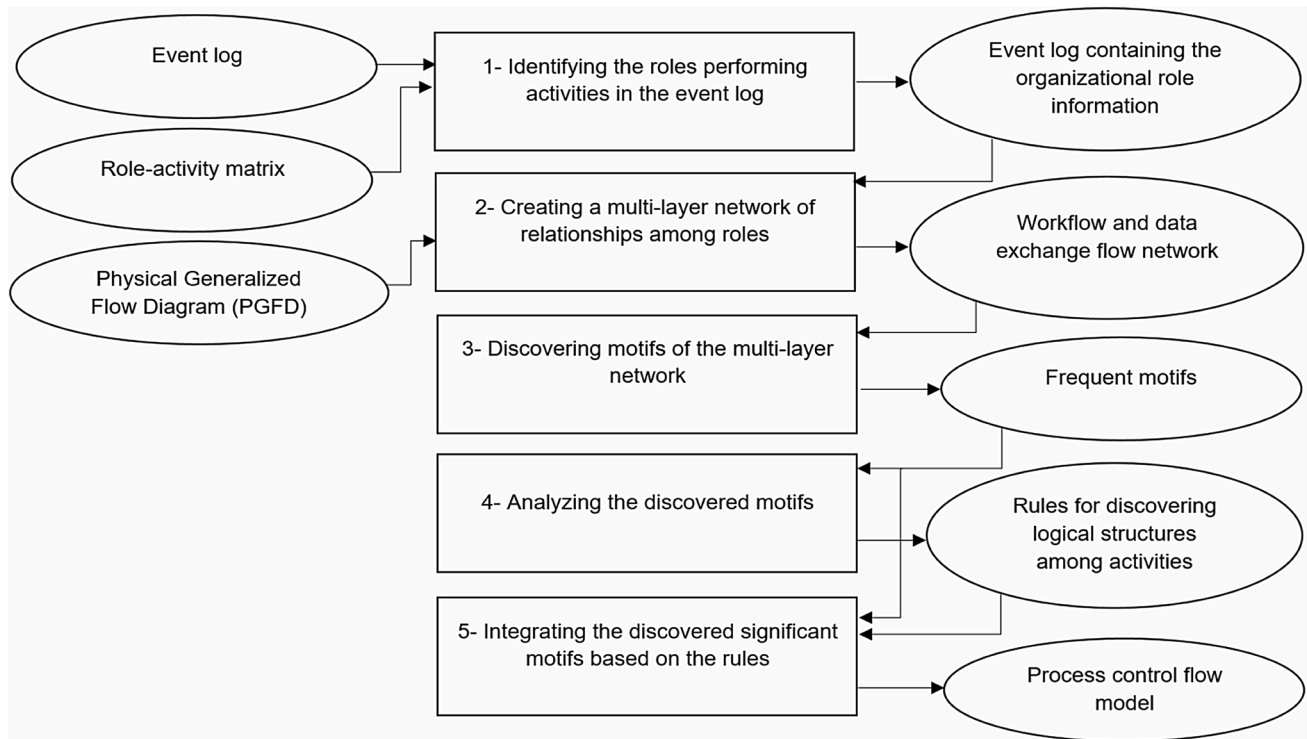 Event log
Role-activity matrix
Physical Generalized
Flow Diagram (PGFD)
1- Identifying the roles performing
activities in the event log
Event log containing the
organizational role
information
2- Creating a multi-layer network of
relationships among roles
Workflow and data
exchange flow network
3- Discovering motifs of the multi-layer
network
Frequent motifs
4- Analyzing the discovered motifs
Rules for discovering
logical structures
among activities
5- Integrating the discovered significant
motifs based on the rules
Process control flow
model